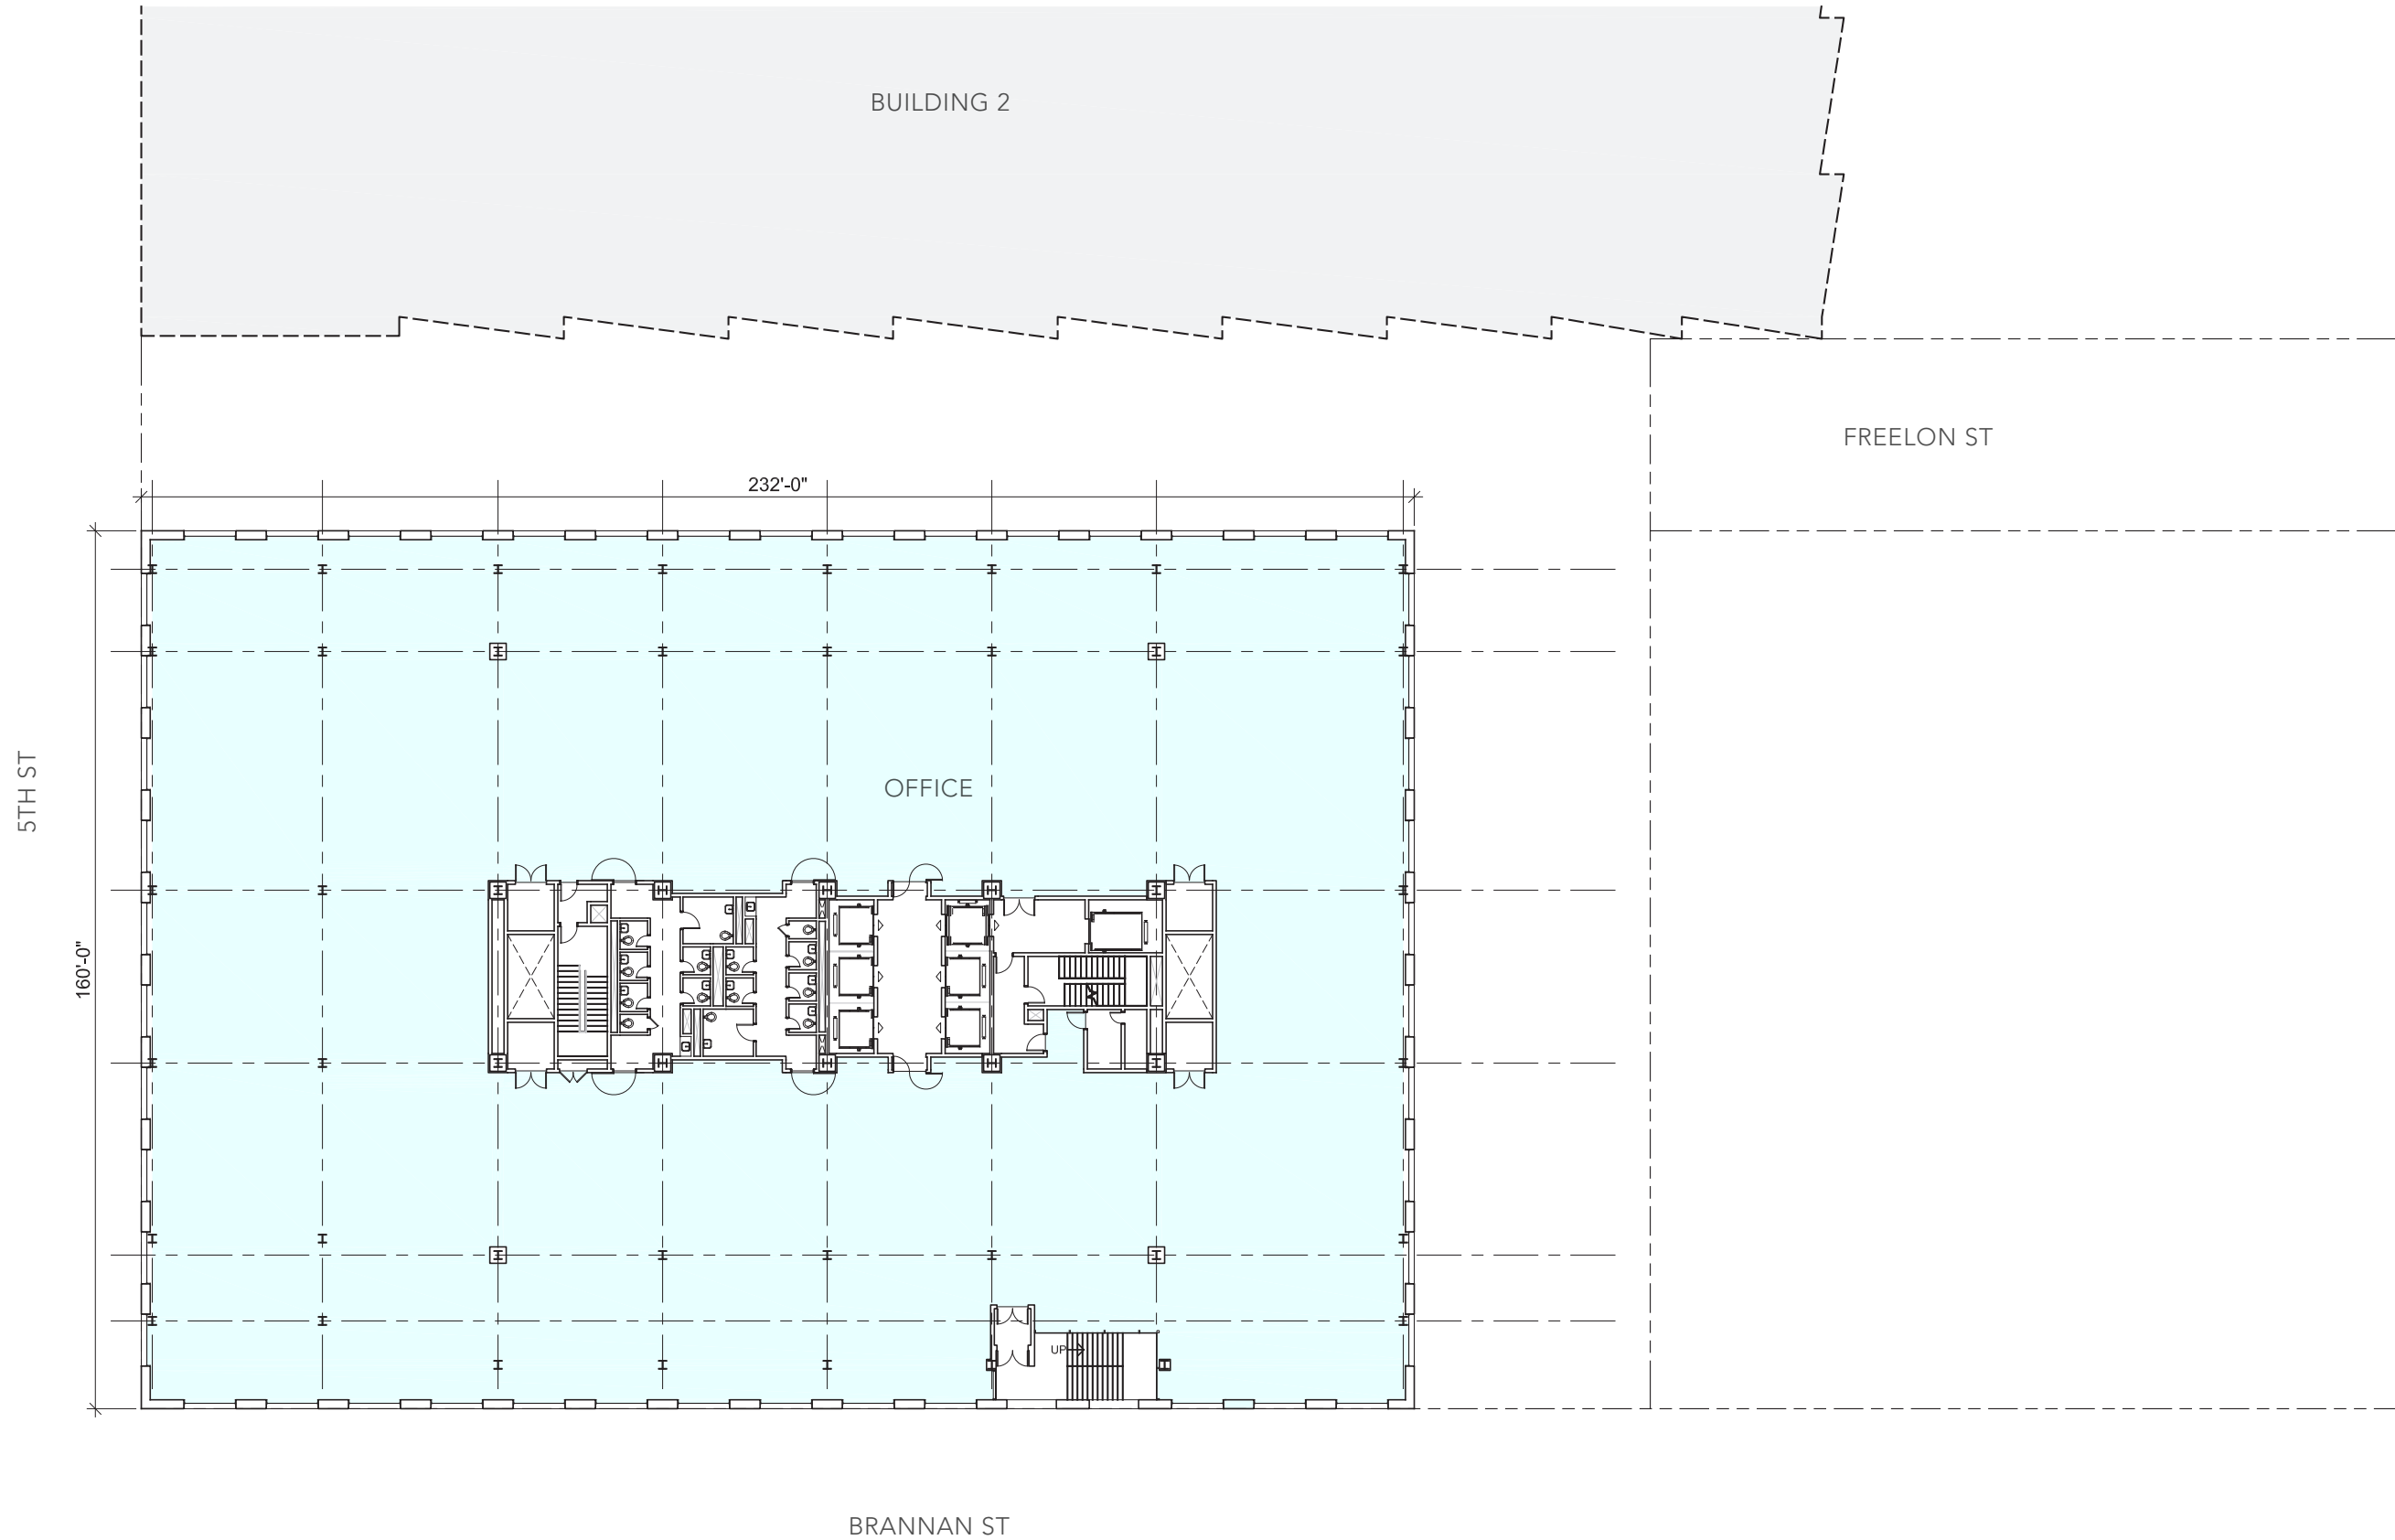 BUILDING 2
FREELON ST
232'-0"
5TH ST
OFFICE
160'-0"
UP
BRANNAN ST